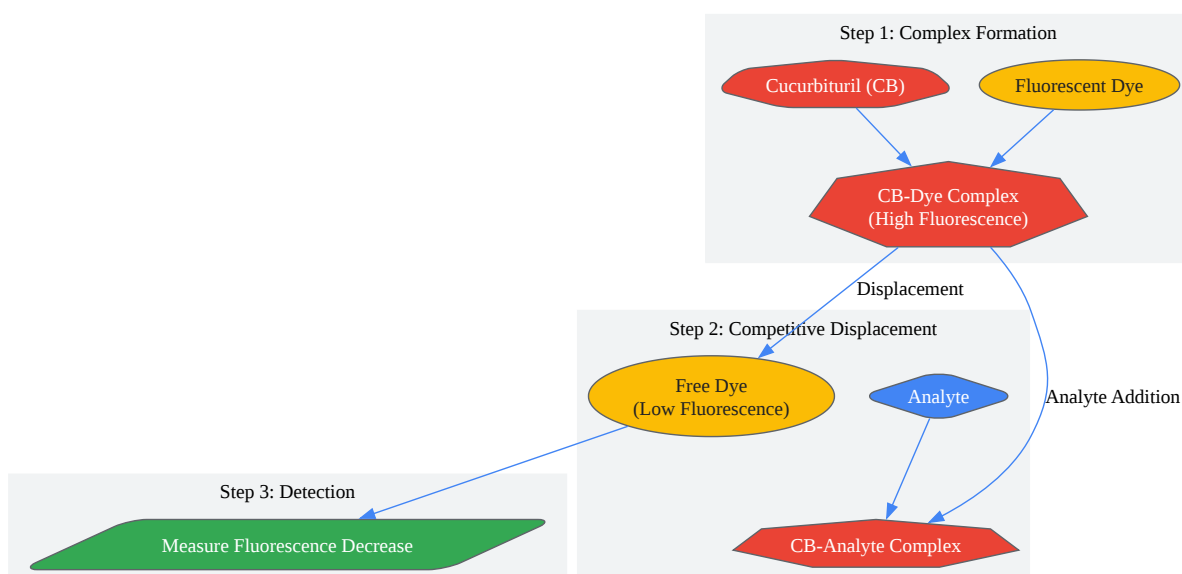 Step 1: Complex Formation
Cucurbituril (CB)
Fluorescent Dye
CB-Dye Complex
(High Fluorescence)
Displacement
Step 2: Competitive Displacement
Free Dye
(Low Fluorescence)
Analyte
Analyte Addition
Step 3: Detection
Measure Fluorescence Decrease
CB-Analyte Complex